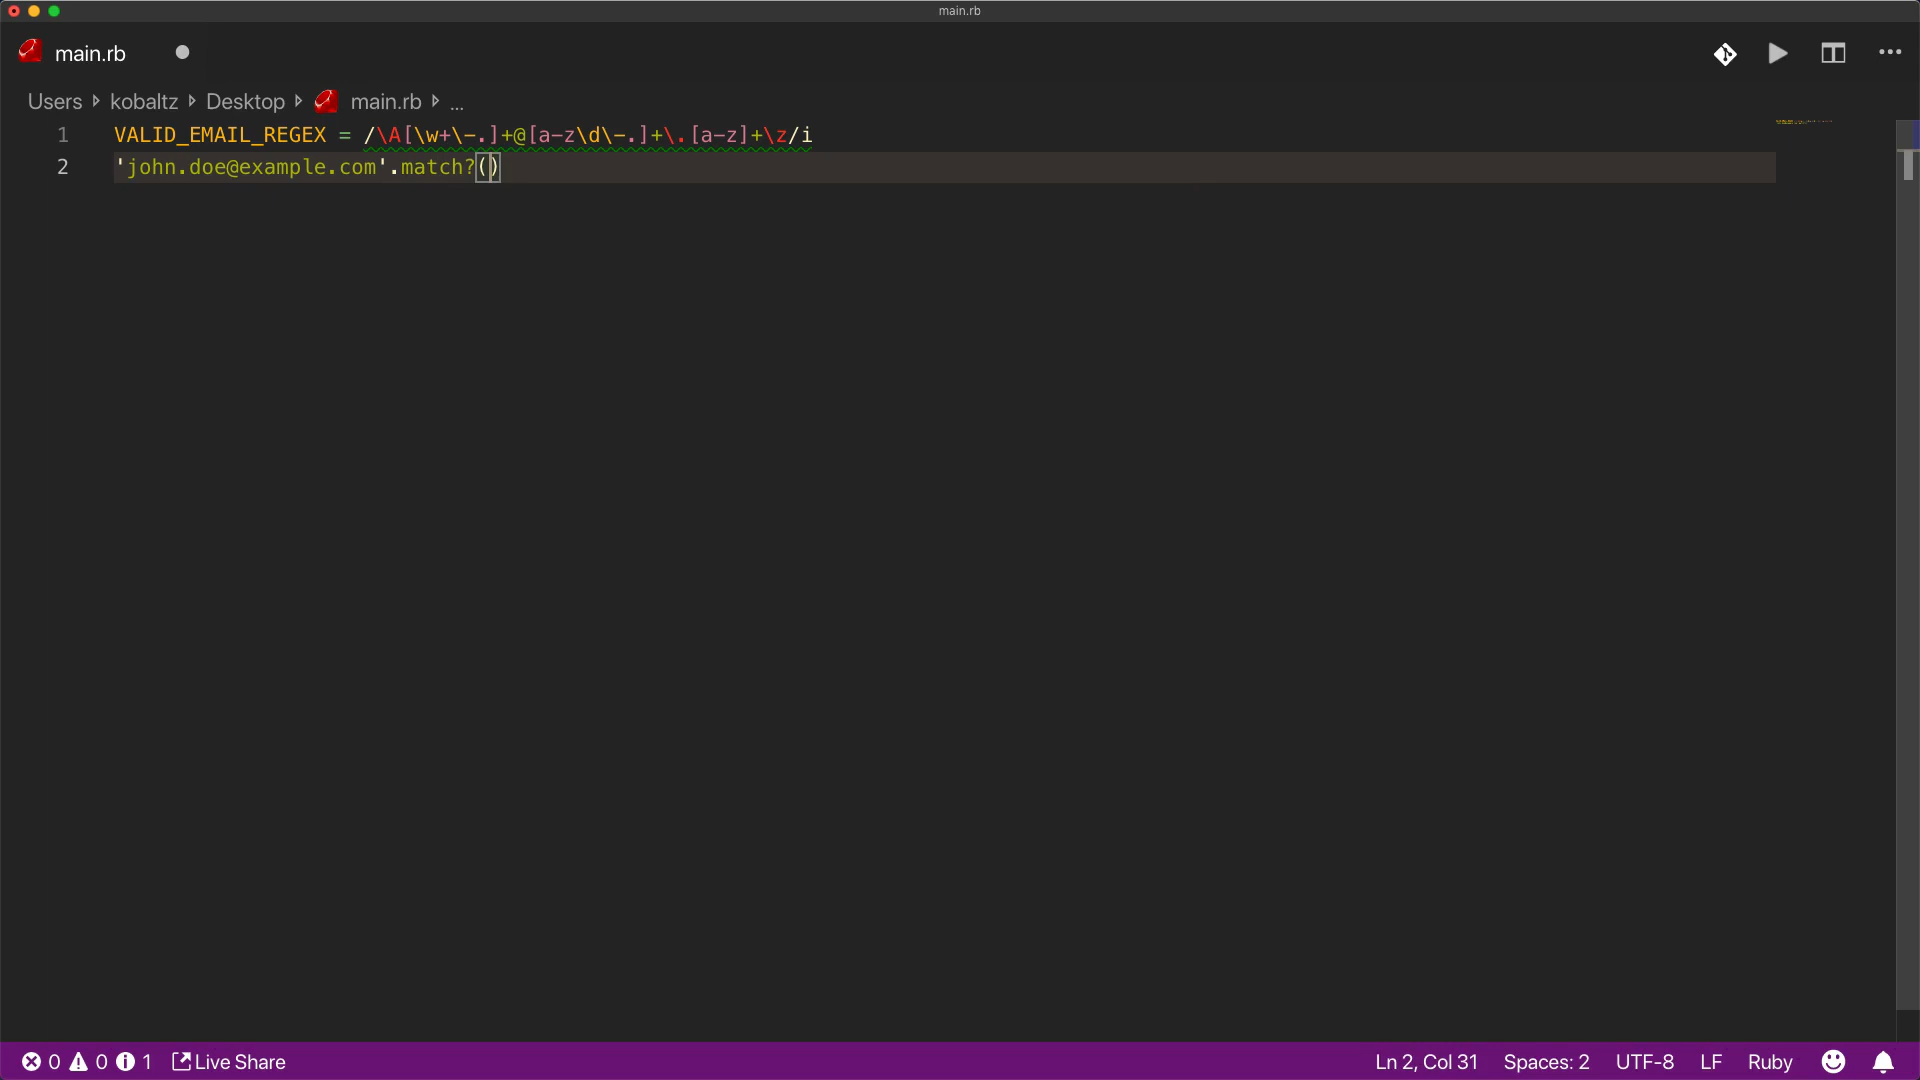 main.rb
main.rb
Users kobaltz Desktop main.rb ...
1 VALID_EMAIL_REGEX = /\A[\w+\-.]+@[a-z\d\-.]+\.[a-z]+\z/i
2 'john.doe@example.com'.match?()
0 0 1 Live Share Ln 2, Col 31 Spaces: 2 UTF-8 LF Ruby